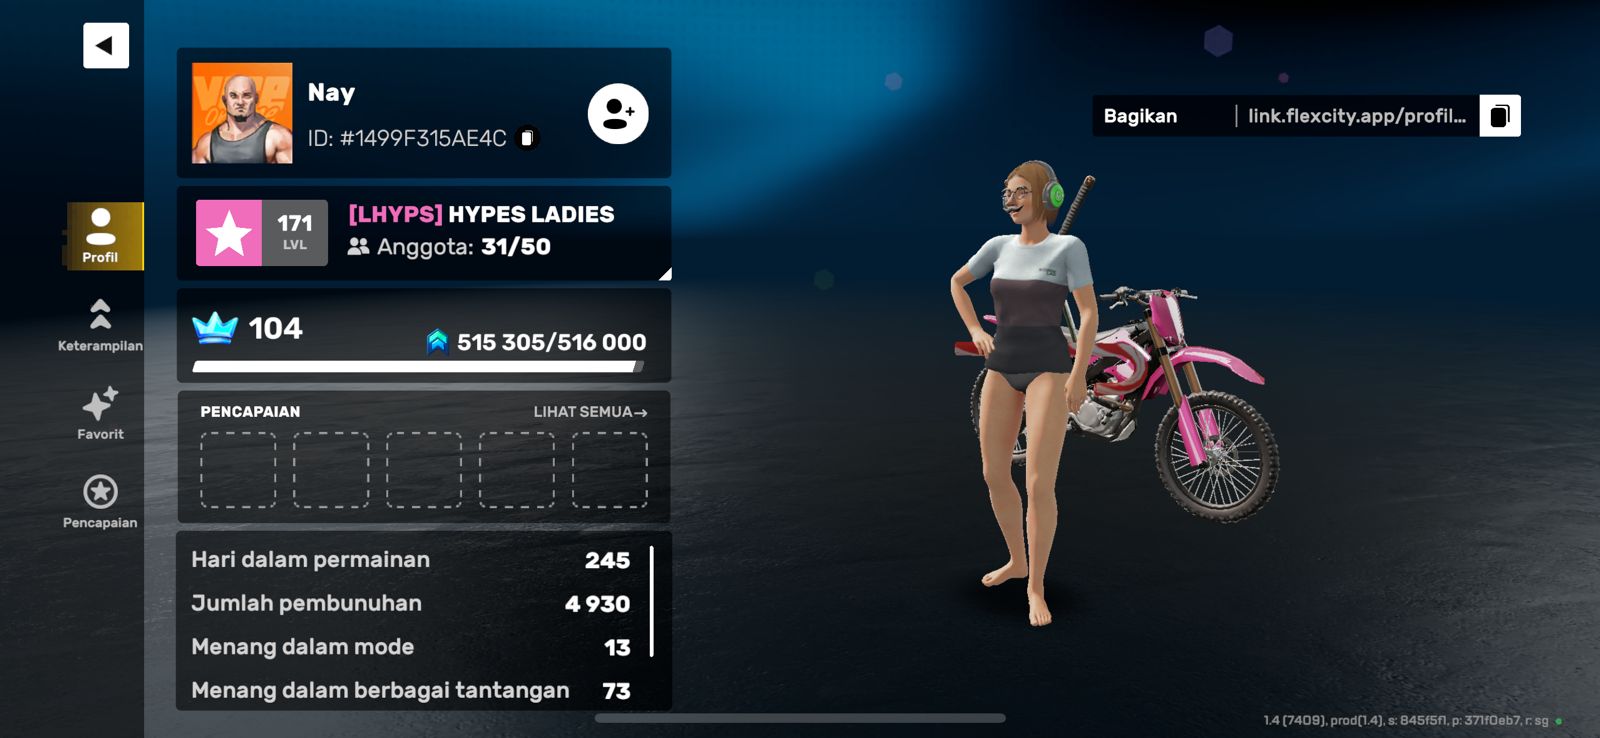 Nay
ID: #1499F315AE4C
171
LVL
[LHYPS] HYPES LADIES
Anggota: 31/50
104
515 305/516 000
PENCAPAIAN
LIHAT SEMUA→
Hari dalam permainan 245
Jumlah pembunuhan 4 930
Menang dalam mode 13
Menang dalam berbagai tantangan 73
Profil
Keterampilan
Favorit
Pencapaian
Bagikan | link.flexcity.app/profil...
1.4 (7409), prod(1.4), s: 845f5f1, p: 371f0eb7, r: sg